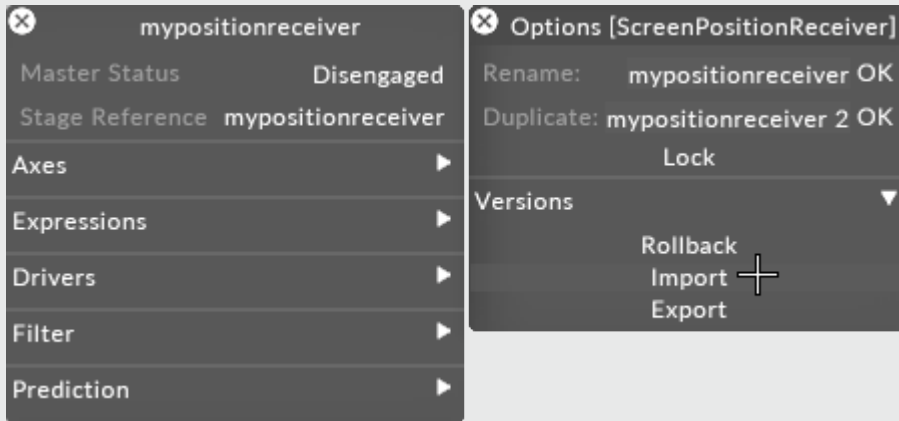 mypositionreceiver
Master Status Disengaged
Stage Reference mypositionreceiver
Axes
Expressions
Drivers
Filter
Prediction
Options [ScreenPositionReceiver]
Rename: mypositionreceiver OK
Duplicate: mypositionreceiver 2 OK
Lock
Versions
Rollback
Import
Export